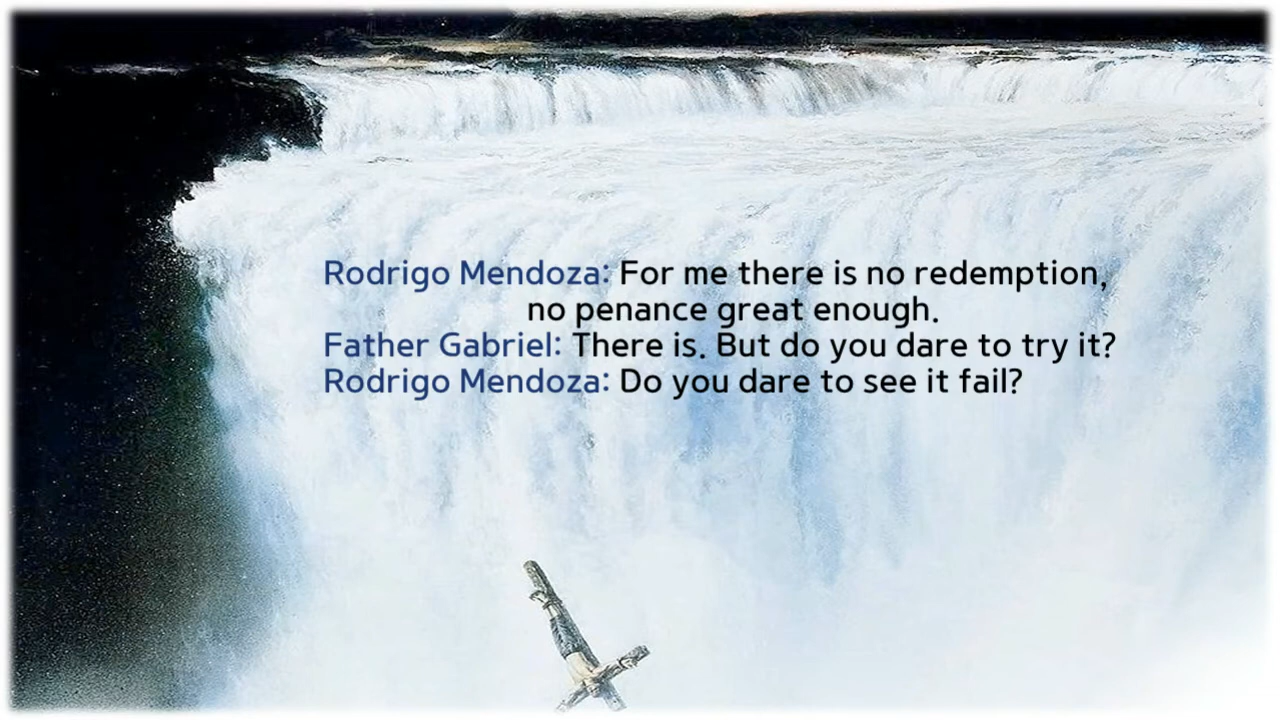 Rodrigo Mendoza: For me there is no redemption,
no penance great enough.
Father Gabriel: There is. But do you dare to try it?
Rodrigo Mendoza: Do you dare to see it fail?